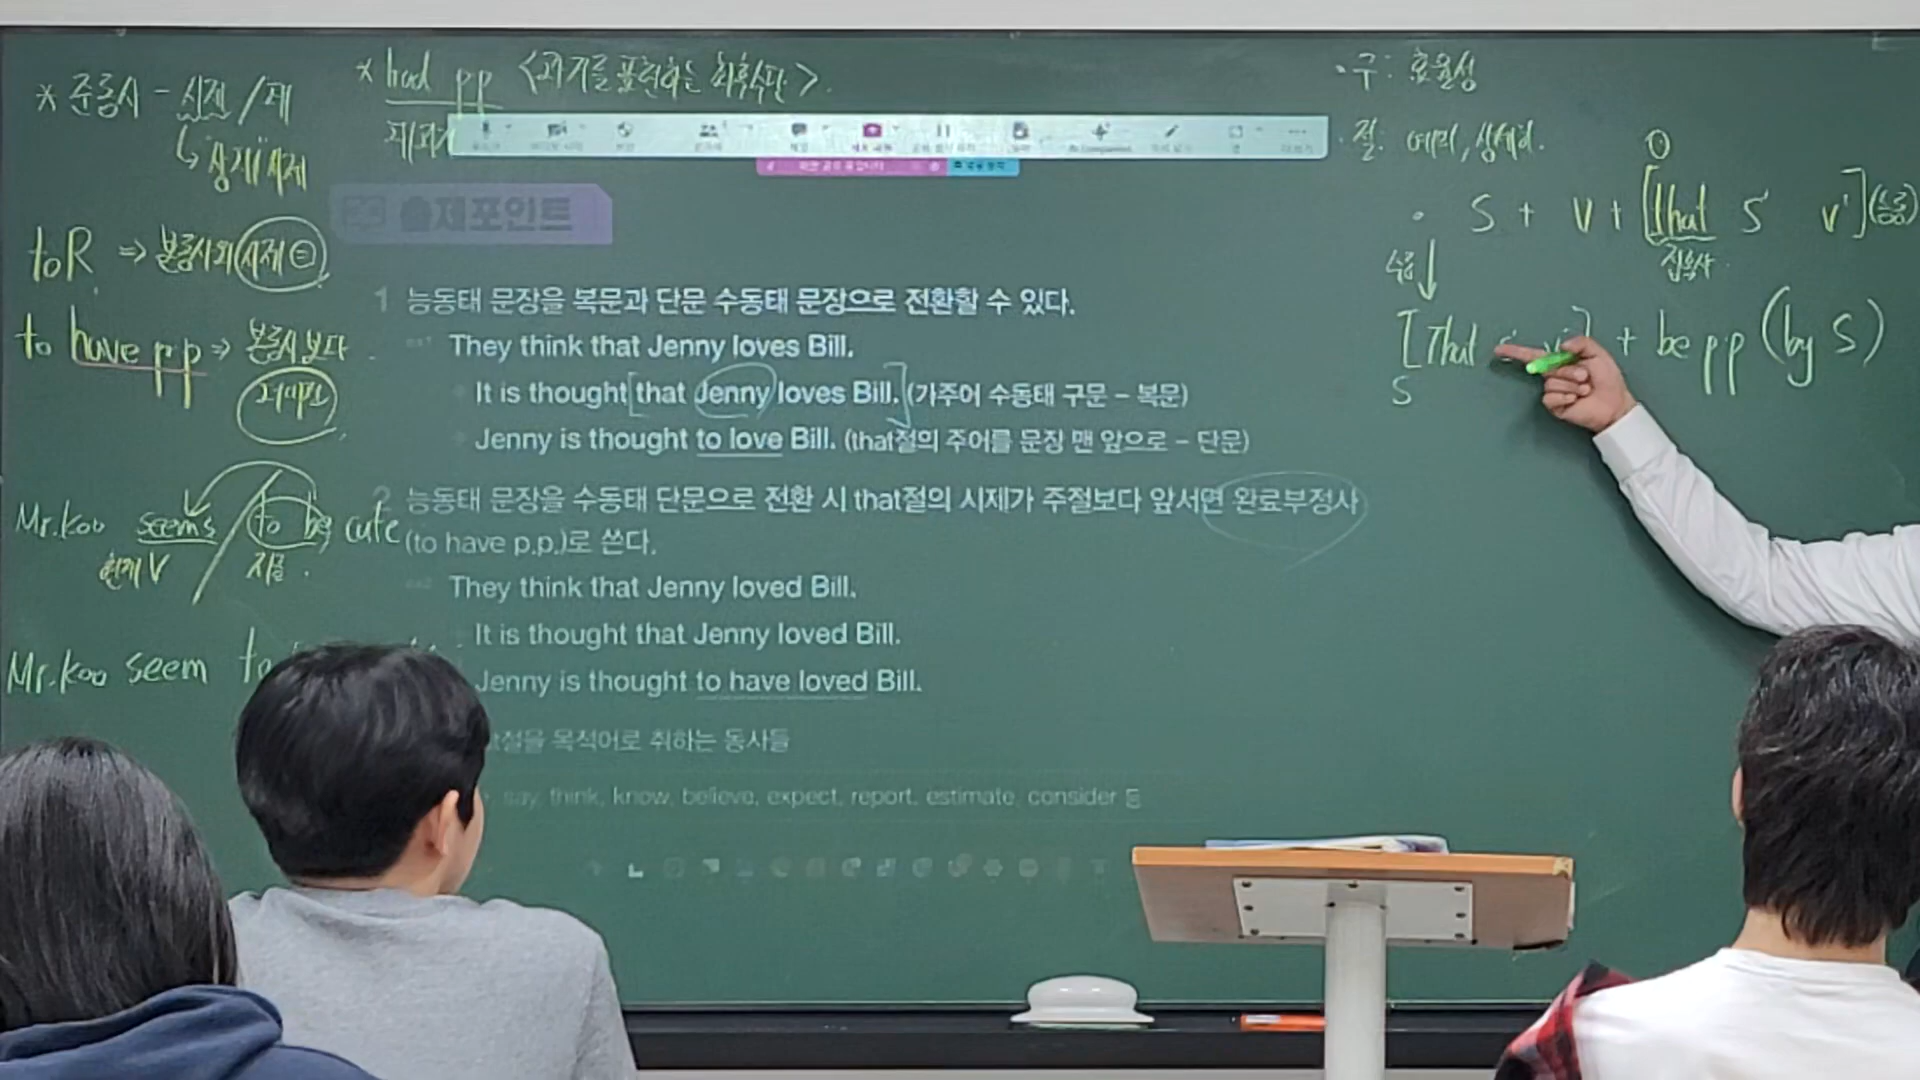 * 준동사 - 시제 / 태
↳ "상대" 시제
toR ⇒ 본동사와 시제 ㊀
to have pp ⇒ 본동사보다
Mr.Koo seems / to be cute
현재 V 지금.
Mr.Koo seem to
* had pp <과거를 표현하는 최후수단>.
출제포인트
1 능동태 문장을 복문과 단문 수동태 문장으로 전환할 수 있다.
They think that Jenny loves Bill.
It is thought [that Jenny loves Bill.] (가주어 수동태 구문 – 복문)
Jenny is thought to love Bill. (that절의 주어를 문장 맨 앞으로 – 단문)
2 능동태 문장을 수동태 단문으로 전환 시 that절의 시제가 주절보다 앞서면 완료부정사
(to have p.p.)로 쓴다.
They think that Jenny loved Bill.
It is thought that Jenny loved Bill.
Jenny is thought to have loved Bill.
절을 목적어로 취하는 동사들
say, think, know, believe, expect, report, estimate, consider 등
· 구: 효율성
· 절:
O
· S + V + [that S' V']
접속사
수동 ↓
[That + be pp (by S)
S